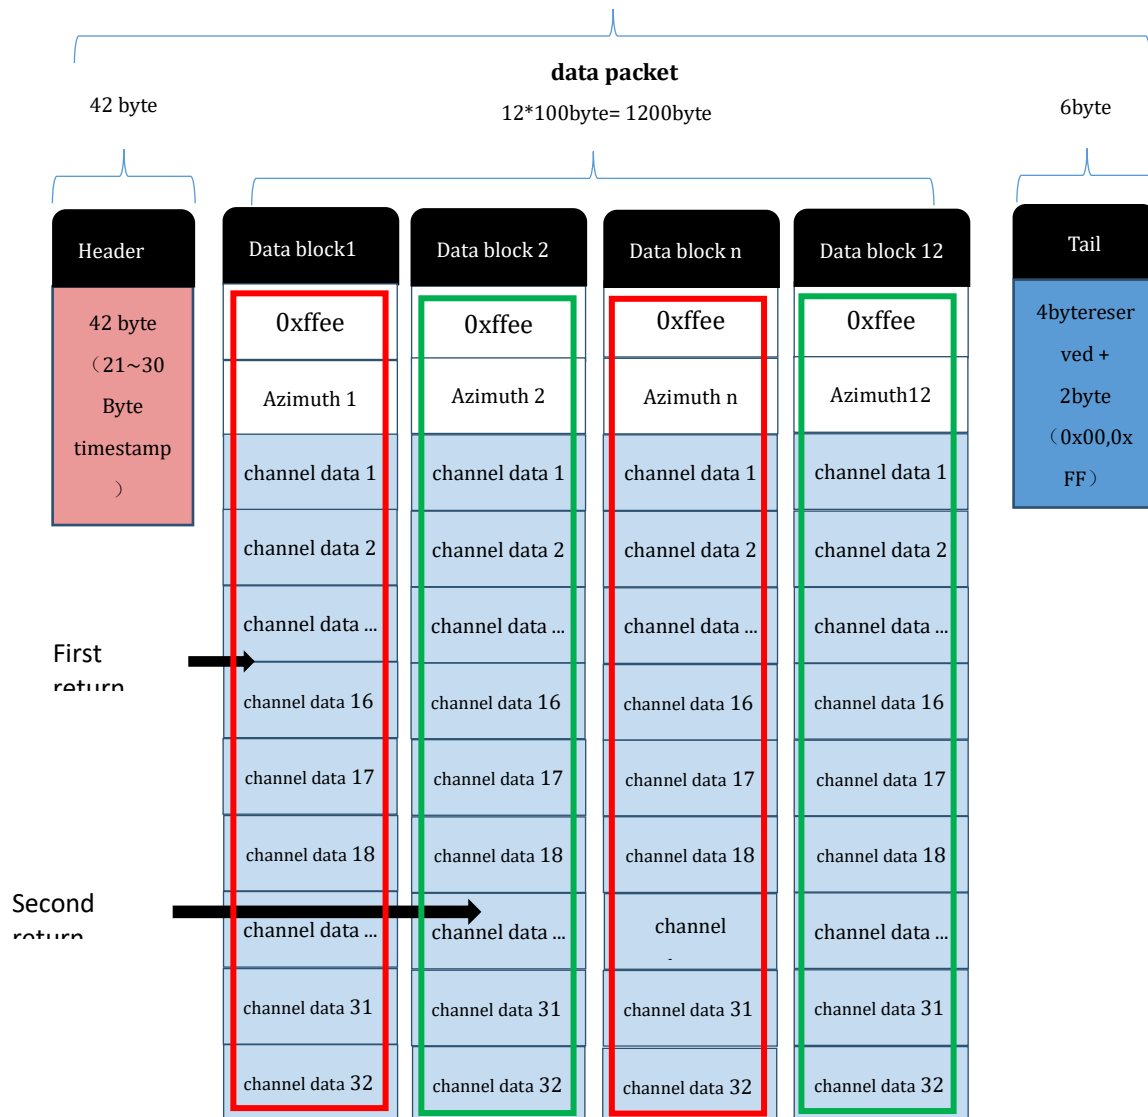 data packet
42 byte
12*100byte= 1200byte
6byte
Header
Data block1
Data block 2
Data block n
Data block 12
Tail
42 byte
（21~30
Byte
timestamp
）
0xffee
Azimuth 1
channel data 1
channel data 2
channel data ...
channel data 16
channel data 17
channel data 18
channel data ...
channel data 31
channel data 32
0xffee
Azimuth 2
channel data 1
channel data 2
channel data ...
channel data 16
channel data 17
channel data 18
channel data ...
channel data 31
channel data 32
0xffee
Azimuth n
channel data 1
channel data 2
channel data ...
channel data 16
channel data 17
channel data 18
channel
channel data 31
channel data 32
0xffee
Azimuth12
channel data 1
channel data 2
channel data ...
channel data 16
channel data 17
channel data 18
channel data ...
channel data 31
channel data 32
4bytereser
ved +
2byte
（0x00,0x
FF）
First
return
Second
return